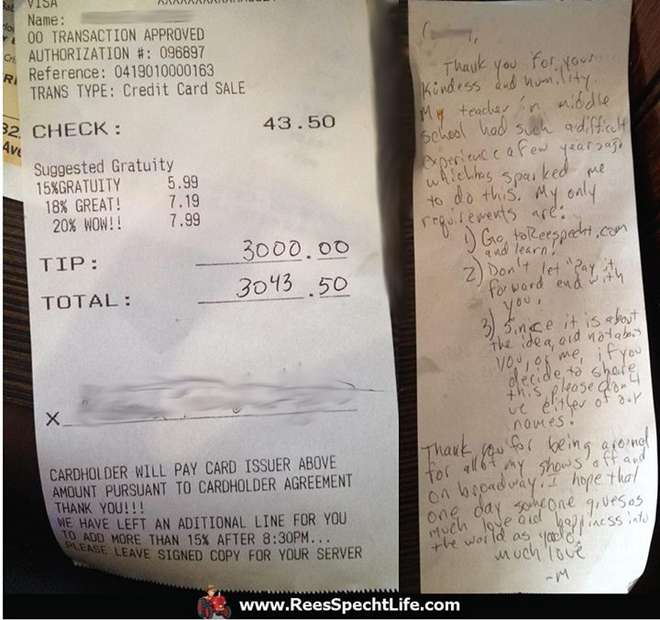 VISA
Name:
00 TRANSACTION APPROVED
AUTHORIZATION #: 096897
Reference: 0419010000163
TRANS TYPE: Credit Card SALE
CHECK: 43.50
Suggested Gratuity
15%GRATUITY 5.99
18% GREAT! 7.19
20% WOW!! 7.99
TIP: 3000.00
TOTAL: 3043.50
X
CARDHOLDER WILL PAY CARD ISSUER ABOVE
AMOUNT PURSUANT TO CARDHOLDER AGREEMENT
THANK YOU!!!
WE HAVE LEFT AN ADITIONAL LINE FOR YOU
TO ADD MORE THAN 15% AFTER 8:30PM...
PLEASE LEAVE SIGNED COPY FOR YOUR SERVER
Thank you for your
kindess and humility.
My teacher in middle
school had such a difficult
experience a few years ago
which has sparked me
to do this. My only
requirements are:
1) Go to Reesspecht.com
and learn!
2) Don't let "Pay it
forward end with
you.
3) Since it is about
the idea, and not about
you, or me, if you
decide to share
this, please don't
use either of our
names!
Thank you for being around
for all of my shows off and
on broadway. I hope that
one day someone gives as
much love and happiness into
the world as you do.
much love
-M
www.ReesSpechtLife.com